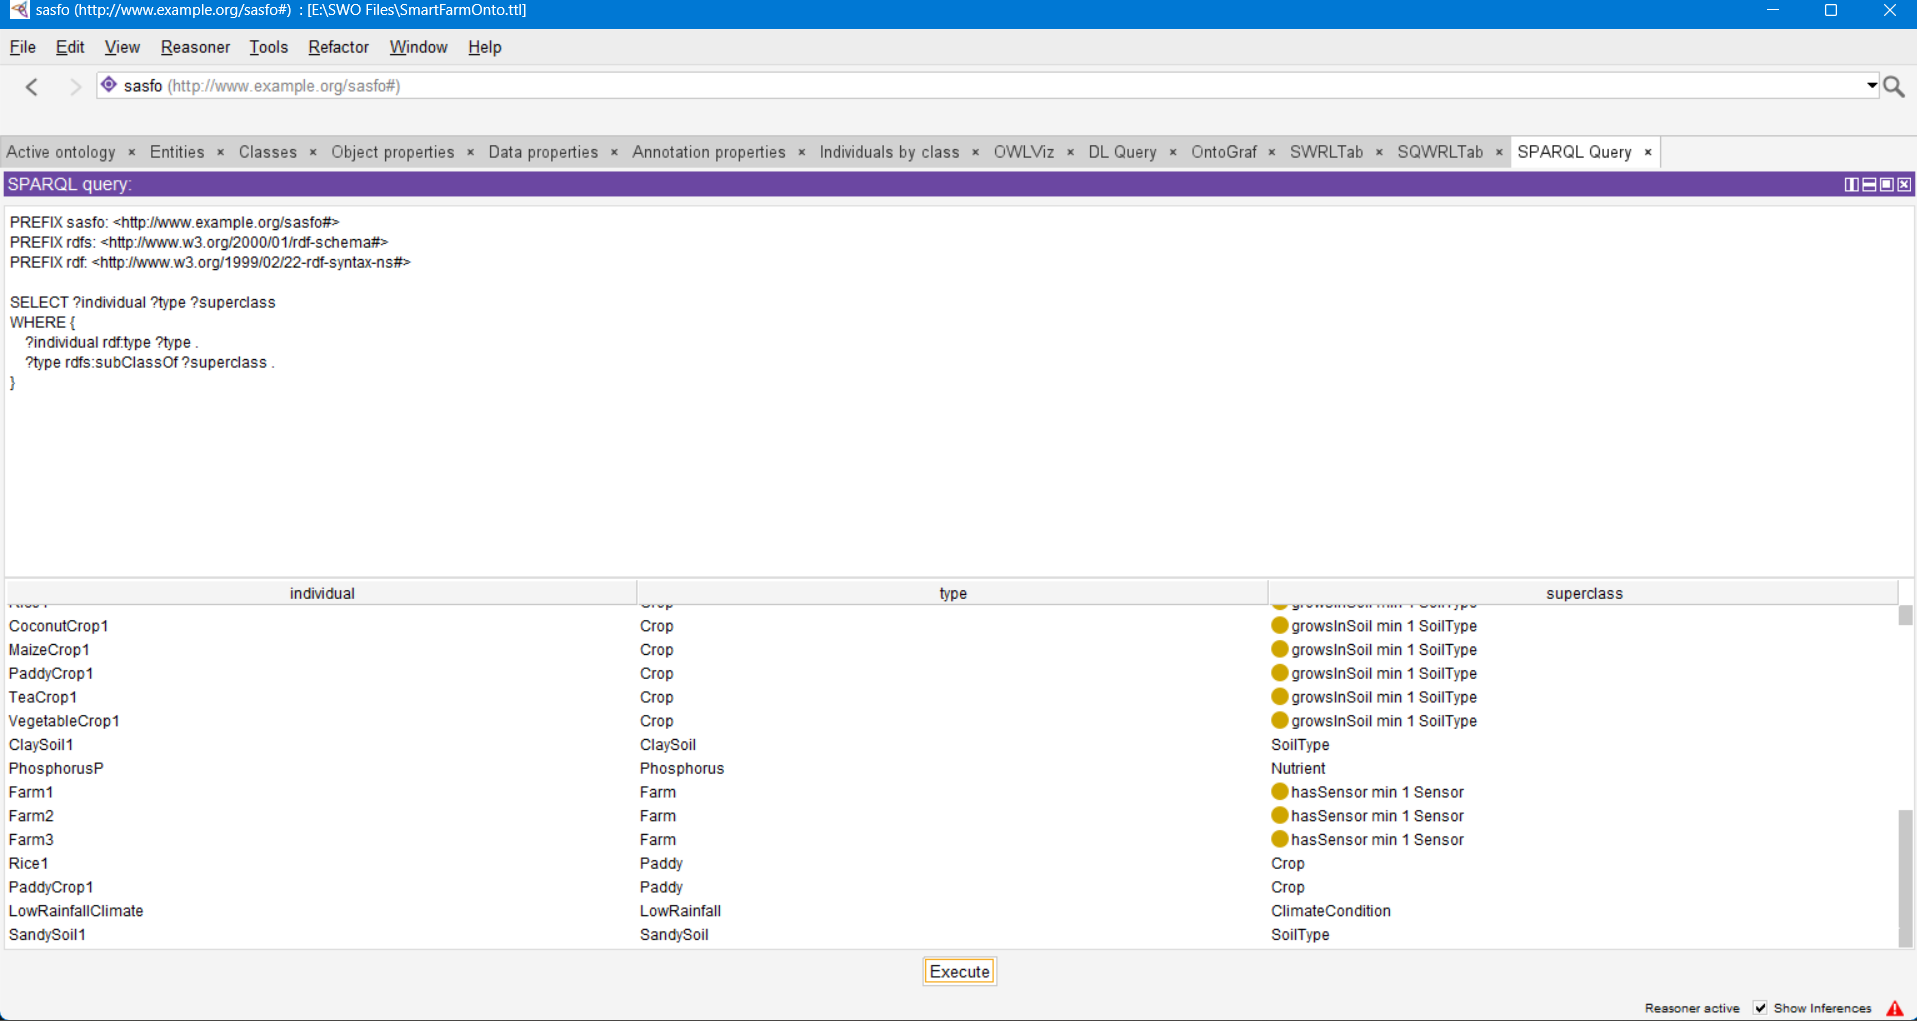 sasfo (http://www.example.org/sasfo#) : [E:\SWO Files\SmartFarmOnto.ttl]
File Edit View Reasoner Tools Refactor Window Help
sasfo (http://www.example.org/sasfo#)
Active ontology × Entities × Classes × Object properties × Data properties × Annotation properties × Individuals by class × OWLViz × DL Query × OntoGraf × SWRLTab × SQWRLTab × SPARQL Query ×
SPARQL query:
PREFIX sasfo: <http://www.example.org/sasfo#>
PREFIX rdfs: <http://www.w3.org/2000/01/rdf-schema#>
PREFIX rdf: <http://www.w3.org/1999/02/22-rdf-syntax-ns#>
SELECT ?individual ?type ?superclass
WHERE {
?individual rdf:type ?type .
?type rdfs:subClassOf ?superclass .
}
individual type superclass
CoconutCrop1 Crop growsInSoil min 1 SoilType
MaizeCrop1 Crop growsInSoil min 1 SoilType
PaddyCrop1 Crop growsInSoil min 1 SoilType
TeaCrop1 Crop growsInSoil min 1 SoilType
VegetableCrop1 Crop growsInSoil min 1 SoilType
ClaySoil1 ClaySoil SoilType
PhosphorusP Phosphorus Nutrient
Farm1 Farm hasSensor min 1 Sensor
Farm2 Farm hasSensor min 1 Sensor
Farm3 Farm hasSensor min 1 Sensor
Rice1 Paddy Crop
PaddyCrop1 Paddy Crop
LowRainfallClimate LowRainfall ClimateCondition
SandySoil1 SandySoil SoilType
Execute
Reasoner active Show Inferences